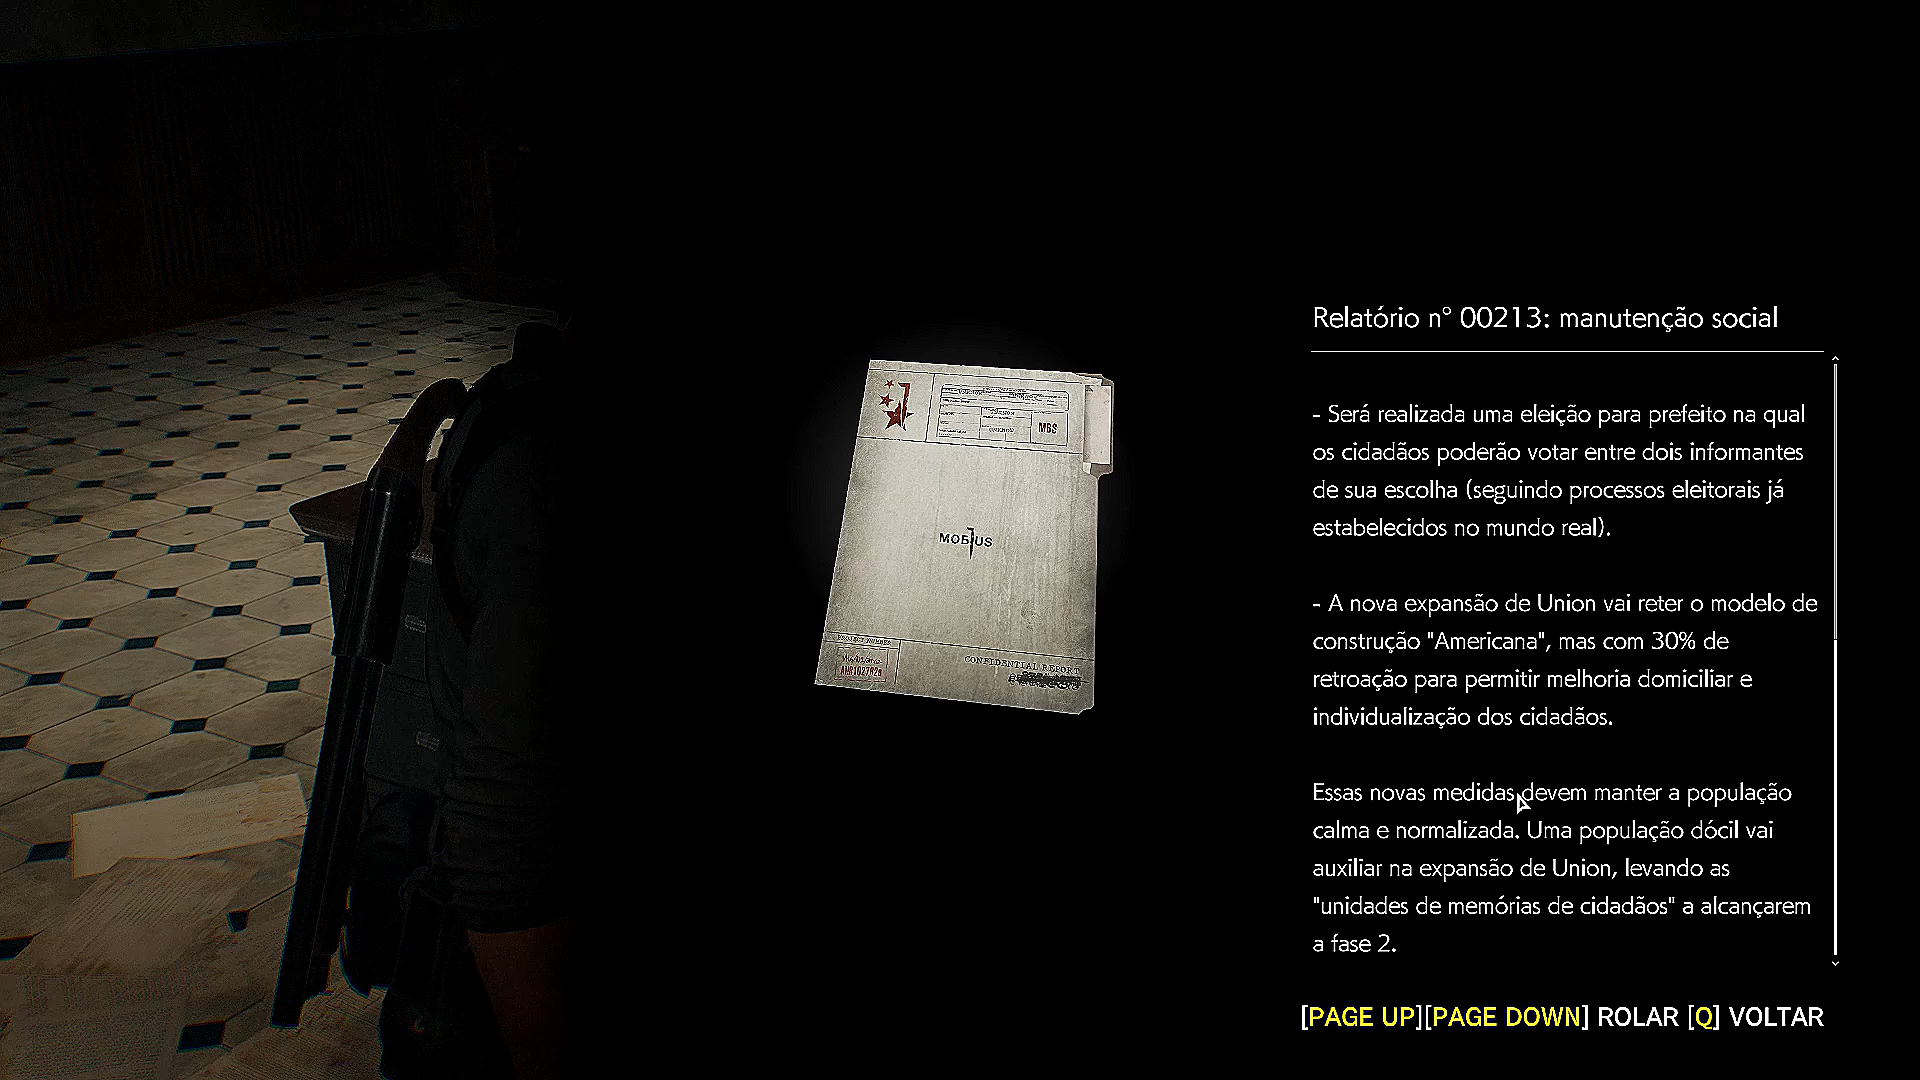 Relatório n° 00213: manutenção social
- Será realizada uma eleição para prefeito na qual
os cidadãos poderão votar entre dois informantes
de sua escolha (seguindo processos eleitorais já
estabelecidos no mundo real).
- A nova expansão de Union vai reter o modelo de
construção "Americana", mas com 30% de
retroação para permitir melhoria domiciliar e
individualização dos cidadãos.
Essas novas medidas devem manter a população
calma e normalizada. Uma população dócil vai
auxiliar na expansão de Union, levando as
"unidades de memórias de cidadãos" a alcançarem
a fase 2.
[PAGE UP][PAGE DOWN] ROLAR [Q] VOLTAR
MBS
MOBIUS
PROJECT NUMBER
CONFIDENTIAL REPORT